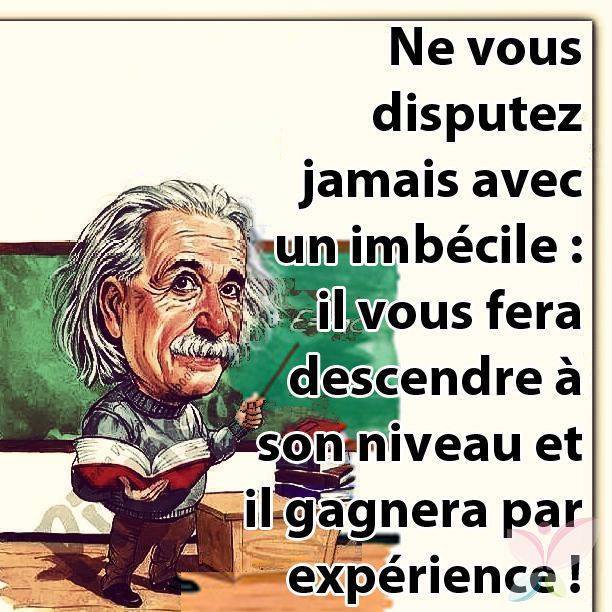 Ne vous
disputez
jamais avec
un imbécile :
il vous fera
descendre à
son niveau et
il gagnera par
expérience !